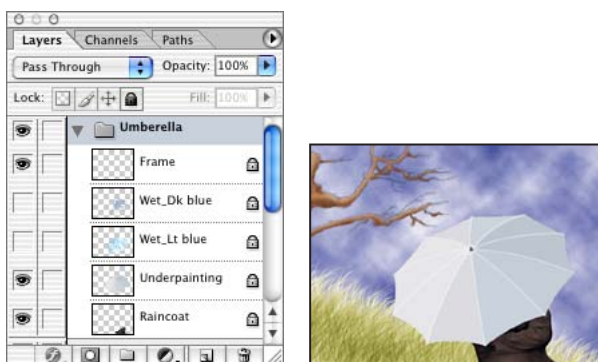 Layers Channels Paths
Pass Through Opacity: 100%
Lock: Fill: 100%
Umberella
Frame
Wet_Dk blue
Wet_Lt blue
Underpainting
Raincoat